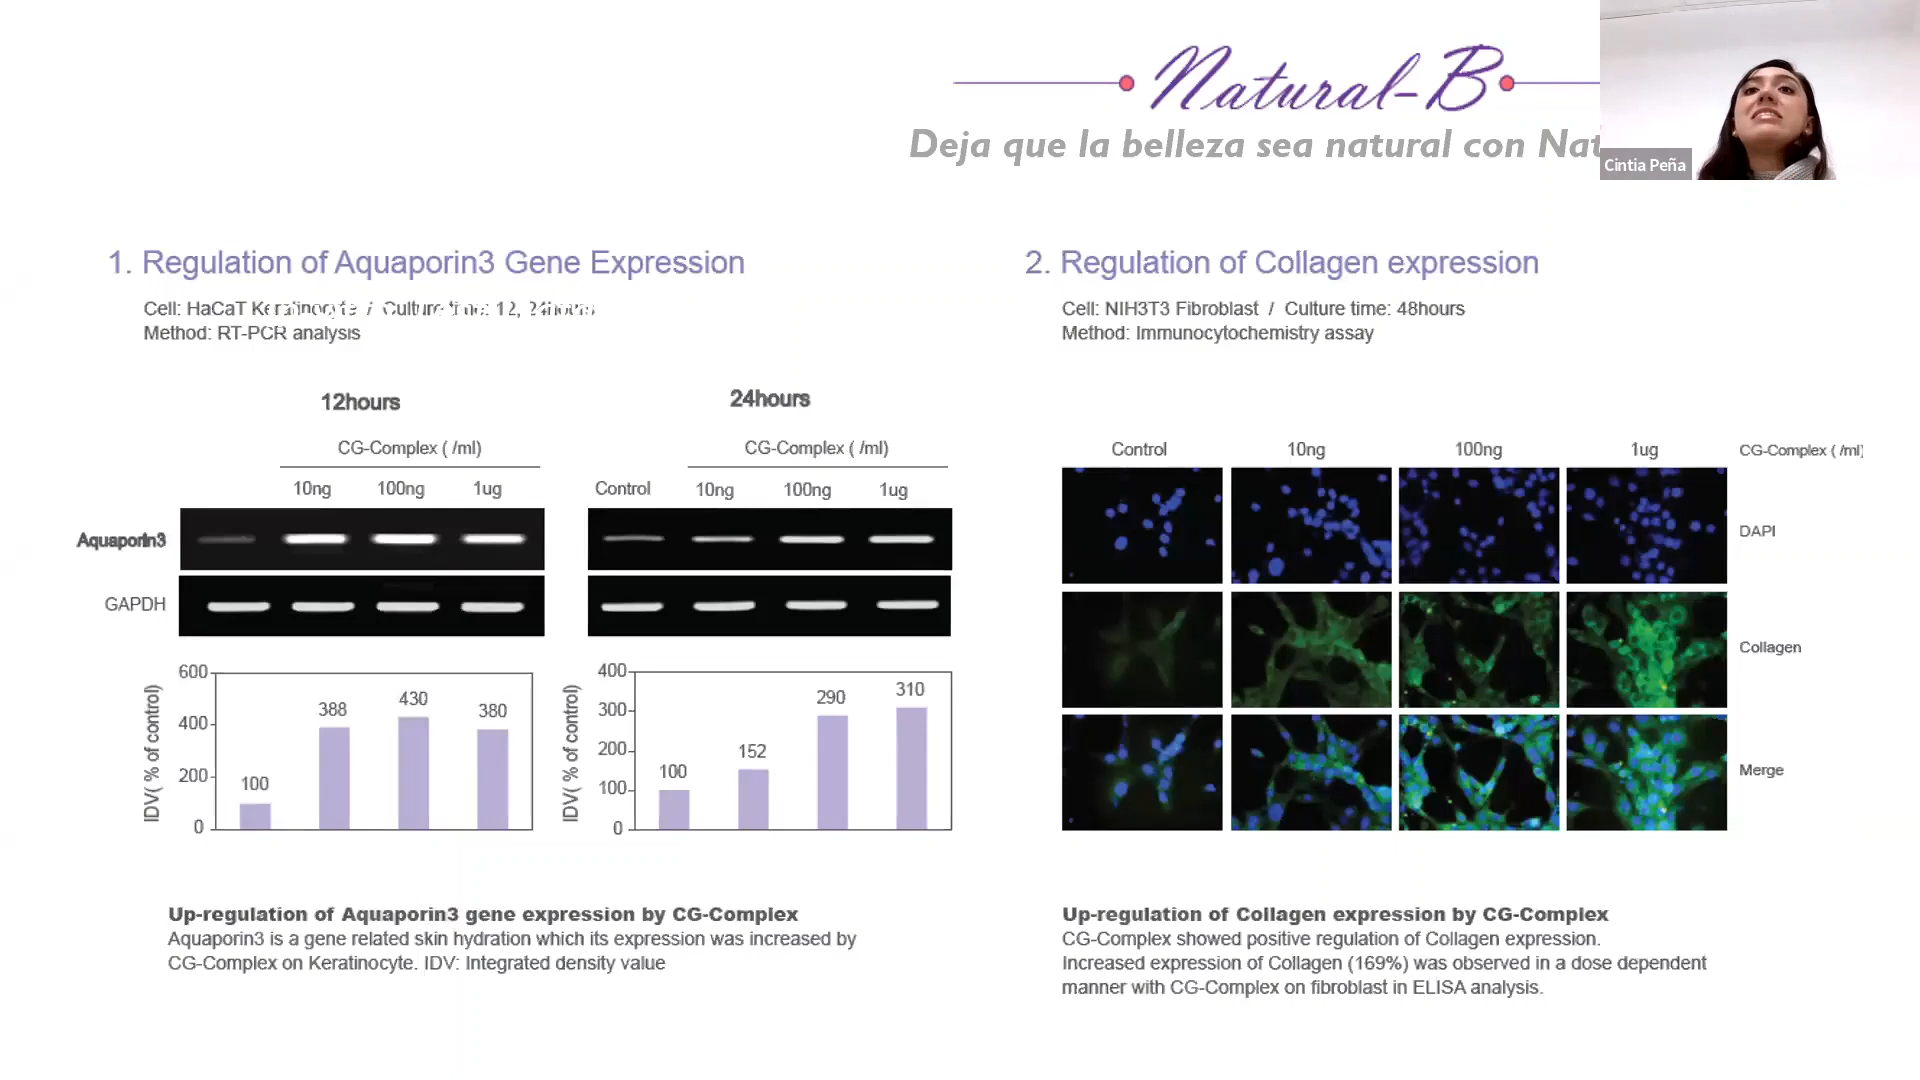 Natural-B
Deja que la belleza sea natural con Nat
Cintia Peña
1. Regulation of Aquaporin3 Gene Expression
Cell: HaCaT Keratinocyte / Culture time: 12, 24hours
Method: RT-PCR analysis
12hours
24hours
CG-Complex ( /ml)
CG-Complex ( /ml)
10ng 100ng 1ug
Control 10ng 100ng 1ug
Aquaporin3
GAPDH
IDV( % of control)
600
400
200
0
100 388 430 380
IDV( % of control)
400
300
200
100
0
100 152 290 310
Up-regulation of Aquaporin3 gene expression by CG-Complex
Aquaporin3 is a gene related skin hydration which its expression was increased by
CG-Complex on Keratinocyte. IDV: Integrated density value
2. Regulation of Collagen expression
Cell: NIH3T3 Fibroblast / Culture time: 48hours
Method: Immunocytochemistry assay
Control 10ng 100ng 1ug CG-Complex ( /ml)
DAPI
Collagen
Merge
Up-regulation of Collagen expression by CG-Complex
CG-Complex showed positive regulation of Collagen expression.
Increased expression of Collagen (169%) was observed in a dose dependent
manner with CG-Complex on fibroblast in ELISA analysis.